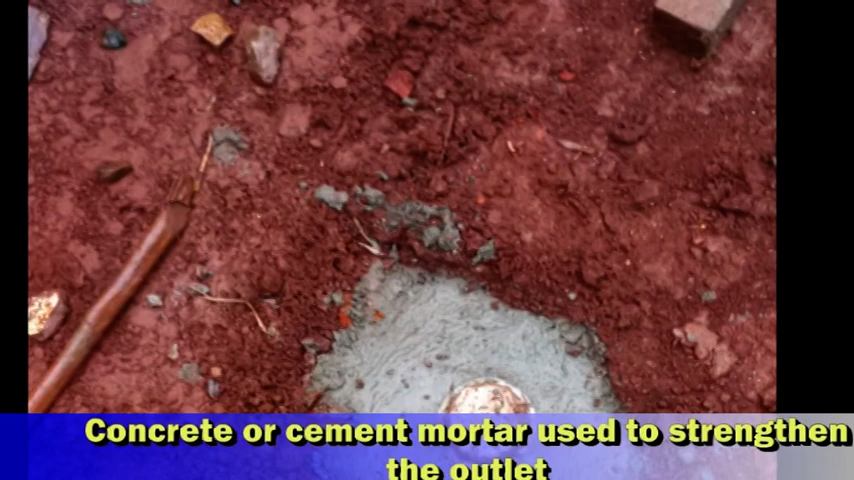 Concrete or cement mortar used to strengthen
the outlet